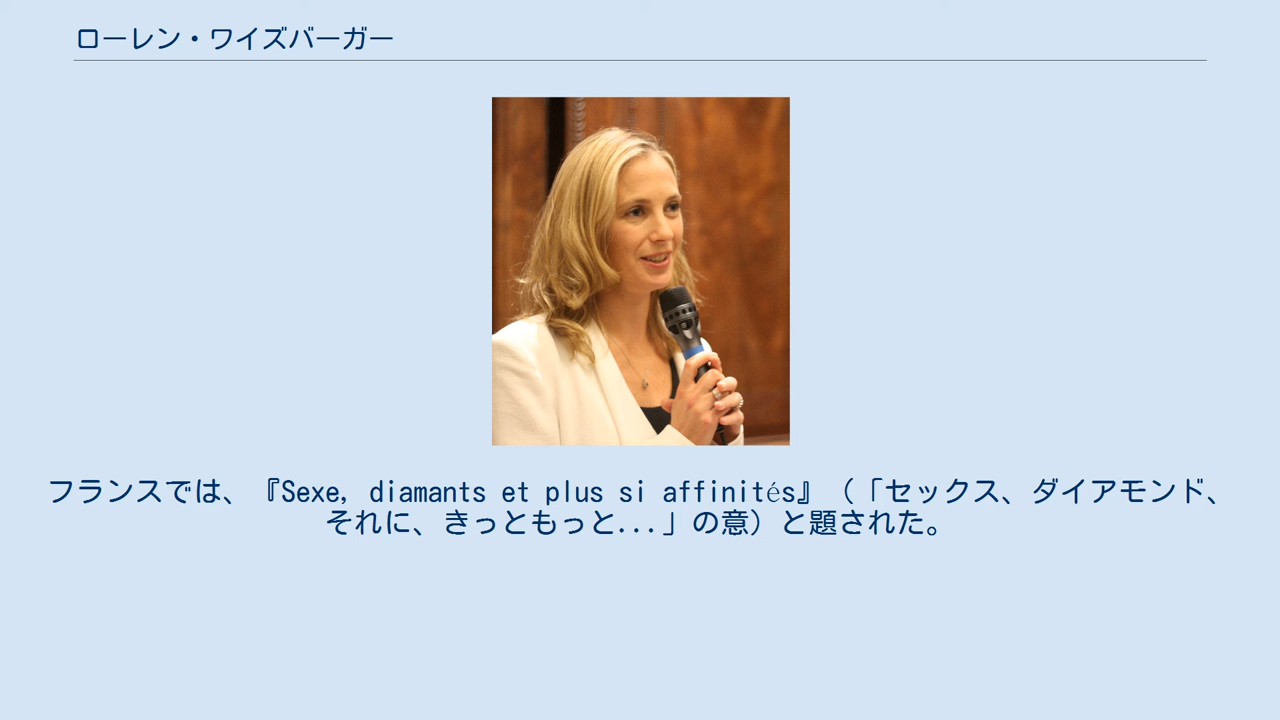 ローレン・ワイズバーガー
フランスでは、『Sexe, diamants et plus si affinités』（「セックス、ダイアモンド、
それに、きっともっと...」の意）と題された。